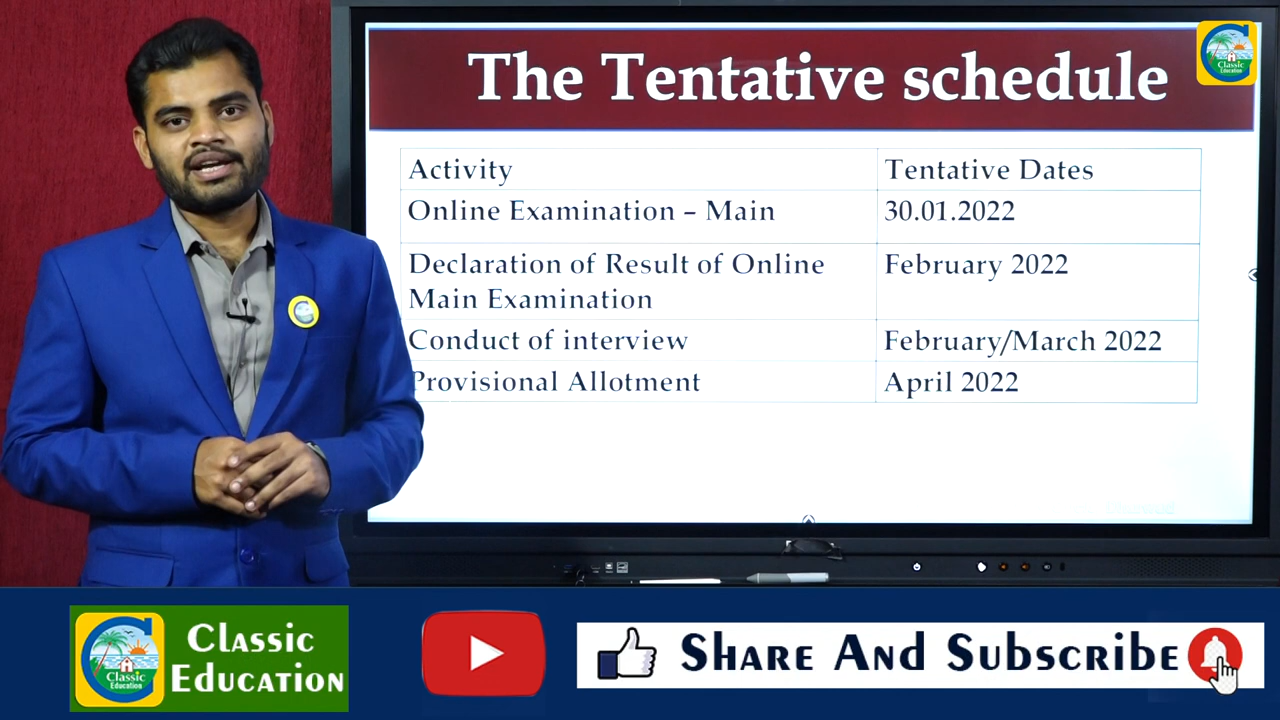 The Tentative schedule
Classic
Education
Activity
Tentative Dates
Online Examination – Main
30.01.2022
Declaration of Result of Online
Main Examination
February 2022
Conduct of interview
February/March 2022
Provisional Allotment
April 2022
Classic
Education
Classic
Education
Share And Subscribe